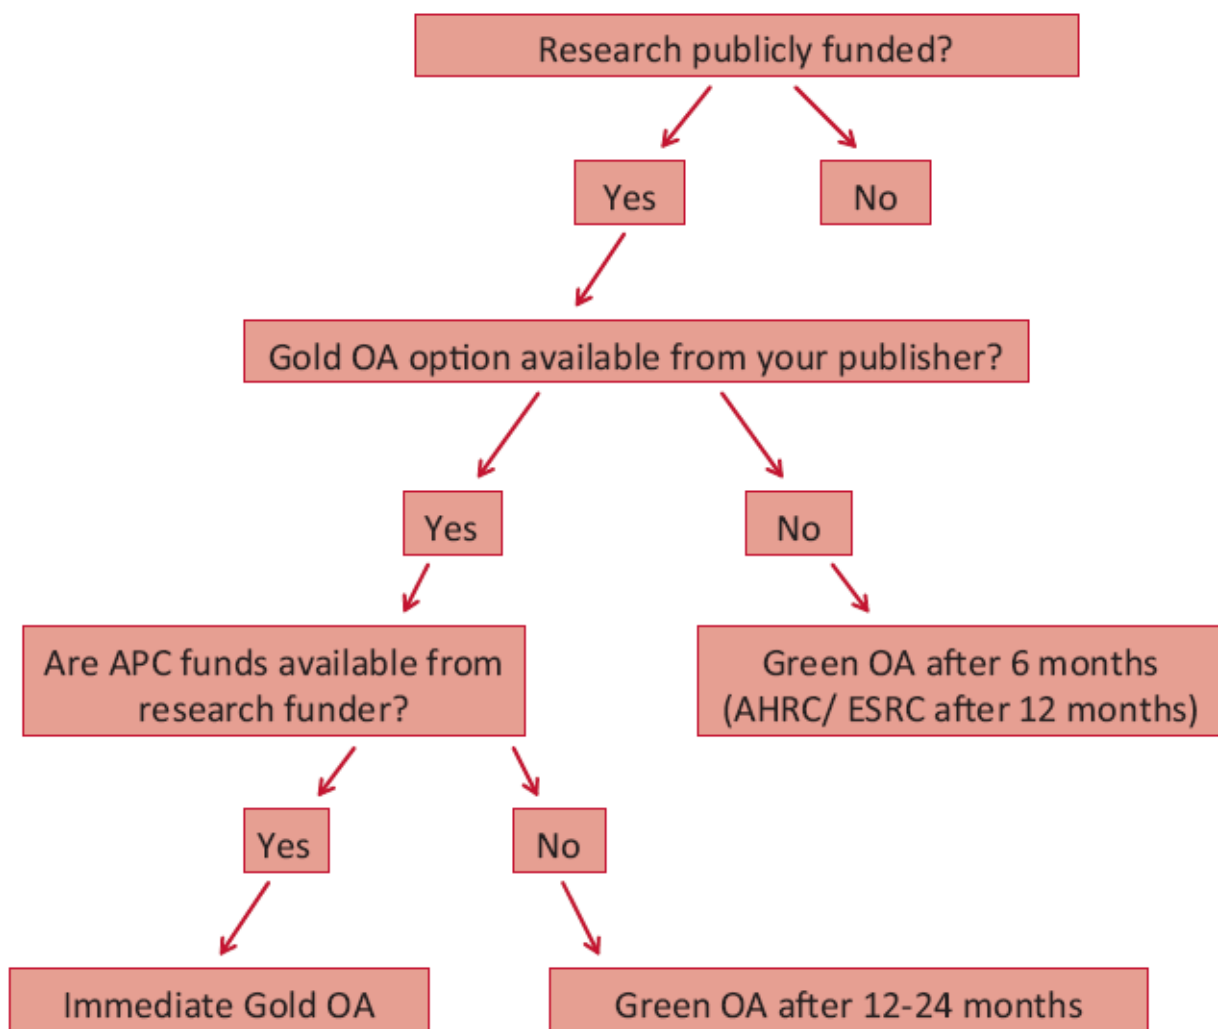 Research publicly funded?
Yes
No
Gold OA option available from your publisher?
Yes
No
Are APC funds available from
research funder?
Green OA after 6 months
(AHRC/ ESRC after 12 months)
Yes
No
Immediate Gold OA
Green OA after 12-24 months